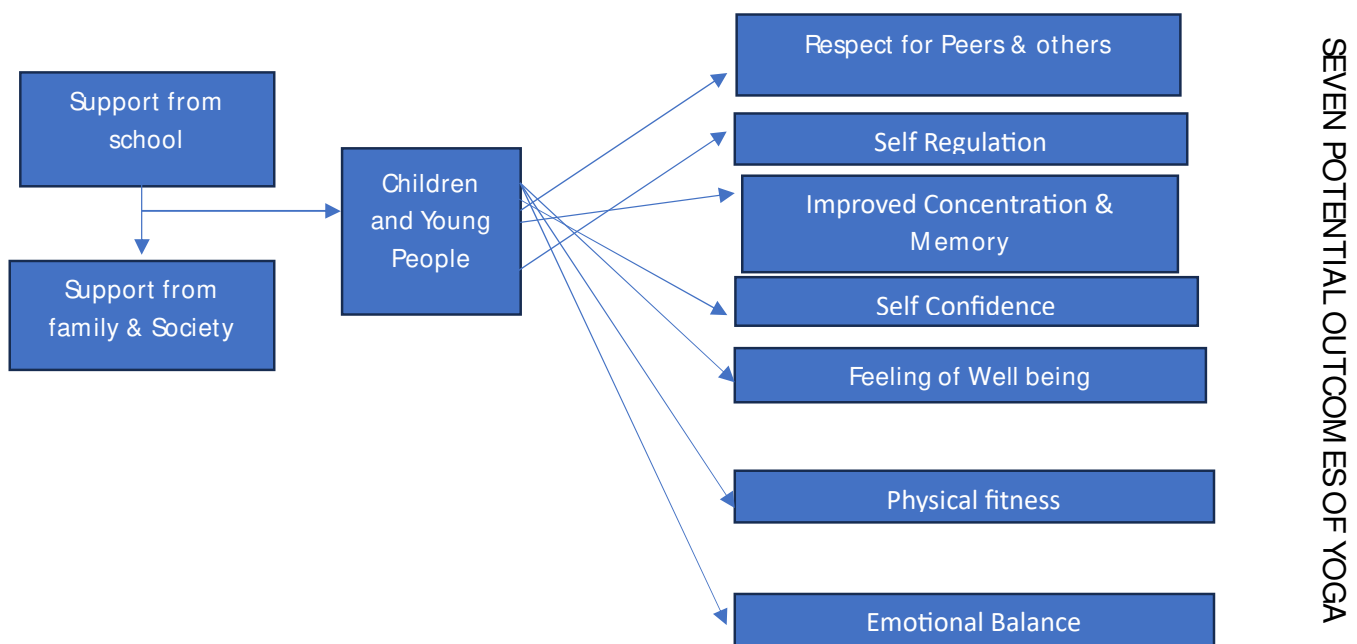 Support from
school
Support from
family & Society
Children
and Young
People
Respect for Peers & others
Self Regulation
Improved Concentration &
Memory
Self Confidence
Feeling of Well being
Physical fitness
Emotional Balance
SEVEN POTENTIAL OUTCOMES OF YOGA